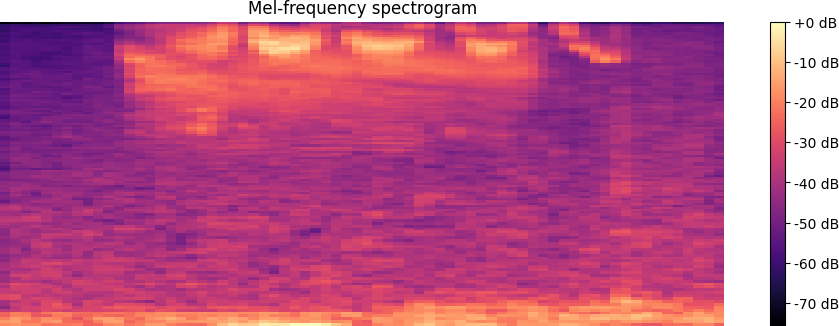 Mel-frequency spectrogram
+0 dB
-10 dB
-20 dB
-30 dB
-40 dB
-50 dB
-60 dB
-70 dB